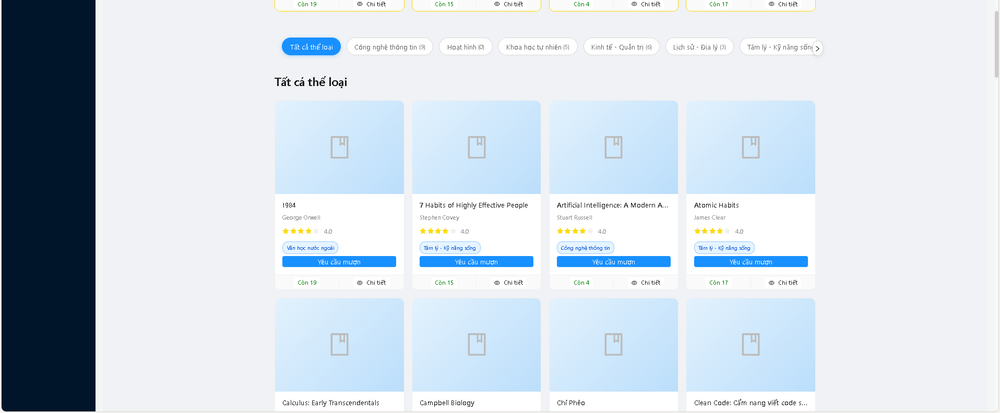 Còn 19 Chi tiết Còn 15 Chi tiết Còn 4 Chi tiết Còn 17 Chi tiết
Tất cả thể loại Công nghệ thông tin (9) Hoạt hình (0) Khoa học tự nhiên (5) Kinh tế - Quản trị (6) Lịch sử - Địa lý (3) Tâm lý - Kỹ năng sống
Tất cả thể loại
1984 7 Habits of Highly Effective People Artificial Intelligence: A Modern A... Atomic Habits
George Orwell Stephen Covey Stuart Russell James Clear
4.0 4.0 4.0 4.0
Văn học nước ngoài Tâm lý - Kỹ năng sống Công nghệ thông tin Tâm lý - Kỹ năng sống
Yêu cầu mượn Yêu cầu mượn Yêu cầu mượn Yêu cầu mượn
Còn 19 Chi tiết Còn 15 Chi tiết Còn 4 Chi tiết Còn 17 Chi tiết
Calculus: Early Transcendentals Campbell Biology Chí Phèo Clean Code: Cẩm nang viết code s...